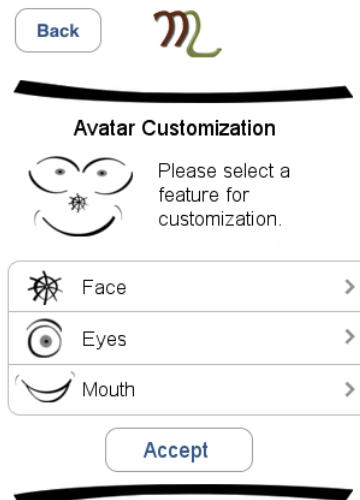 Back
Avatar Customization
Please select a
feature for
customization.
Face
Eyes
Mouth
Accept